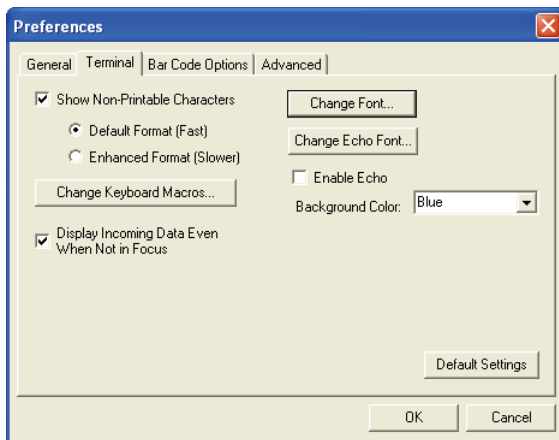 Preferences
General Terminal Bar Code Options Advanced
Show Non-Printable Characters
Default Format (Fast)
Enhanced Format (Slower)
Change Keyboard Macros...
Display Incoming Data Even
When Not in Focus
Change Font...
Change Echo Font...
Enable Echo
Background Color: Blue
Default Settings
OK Cancel